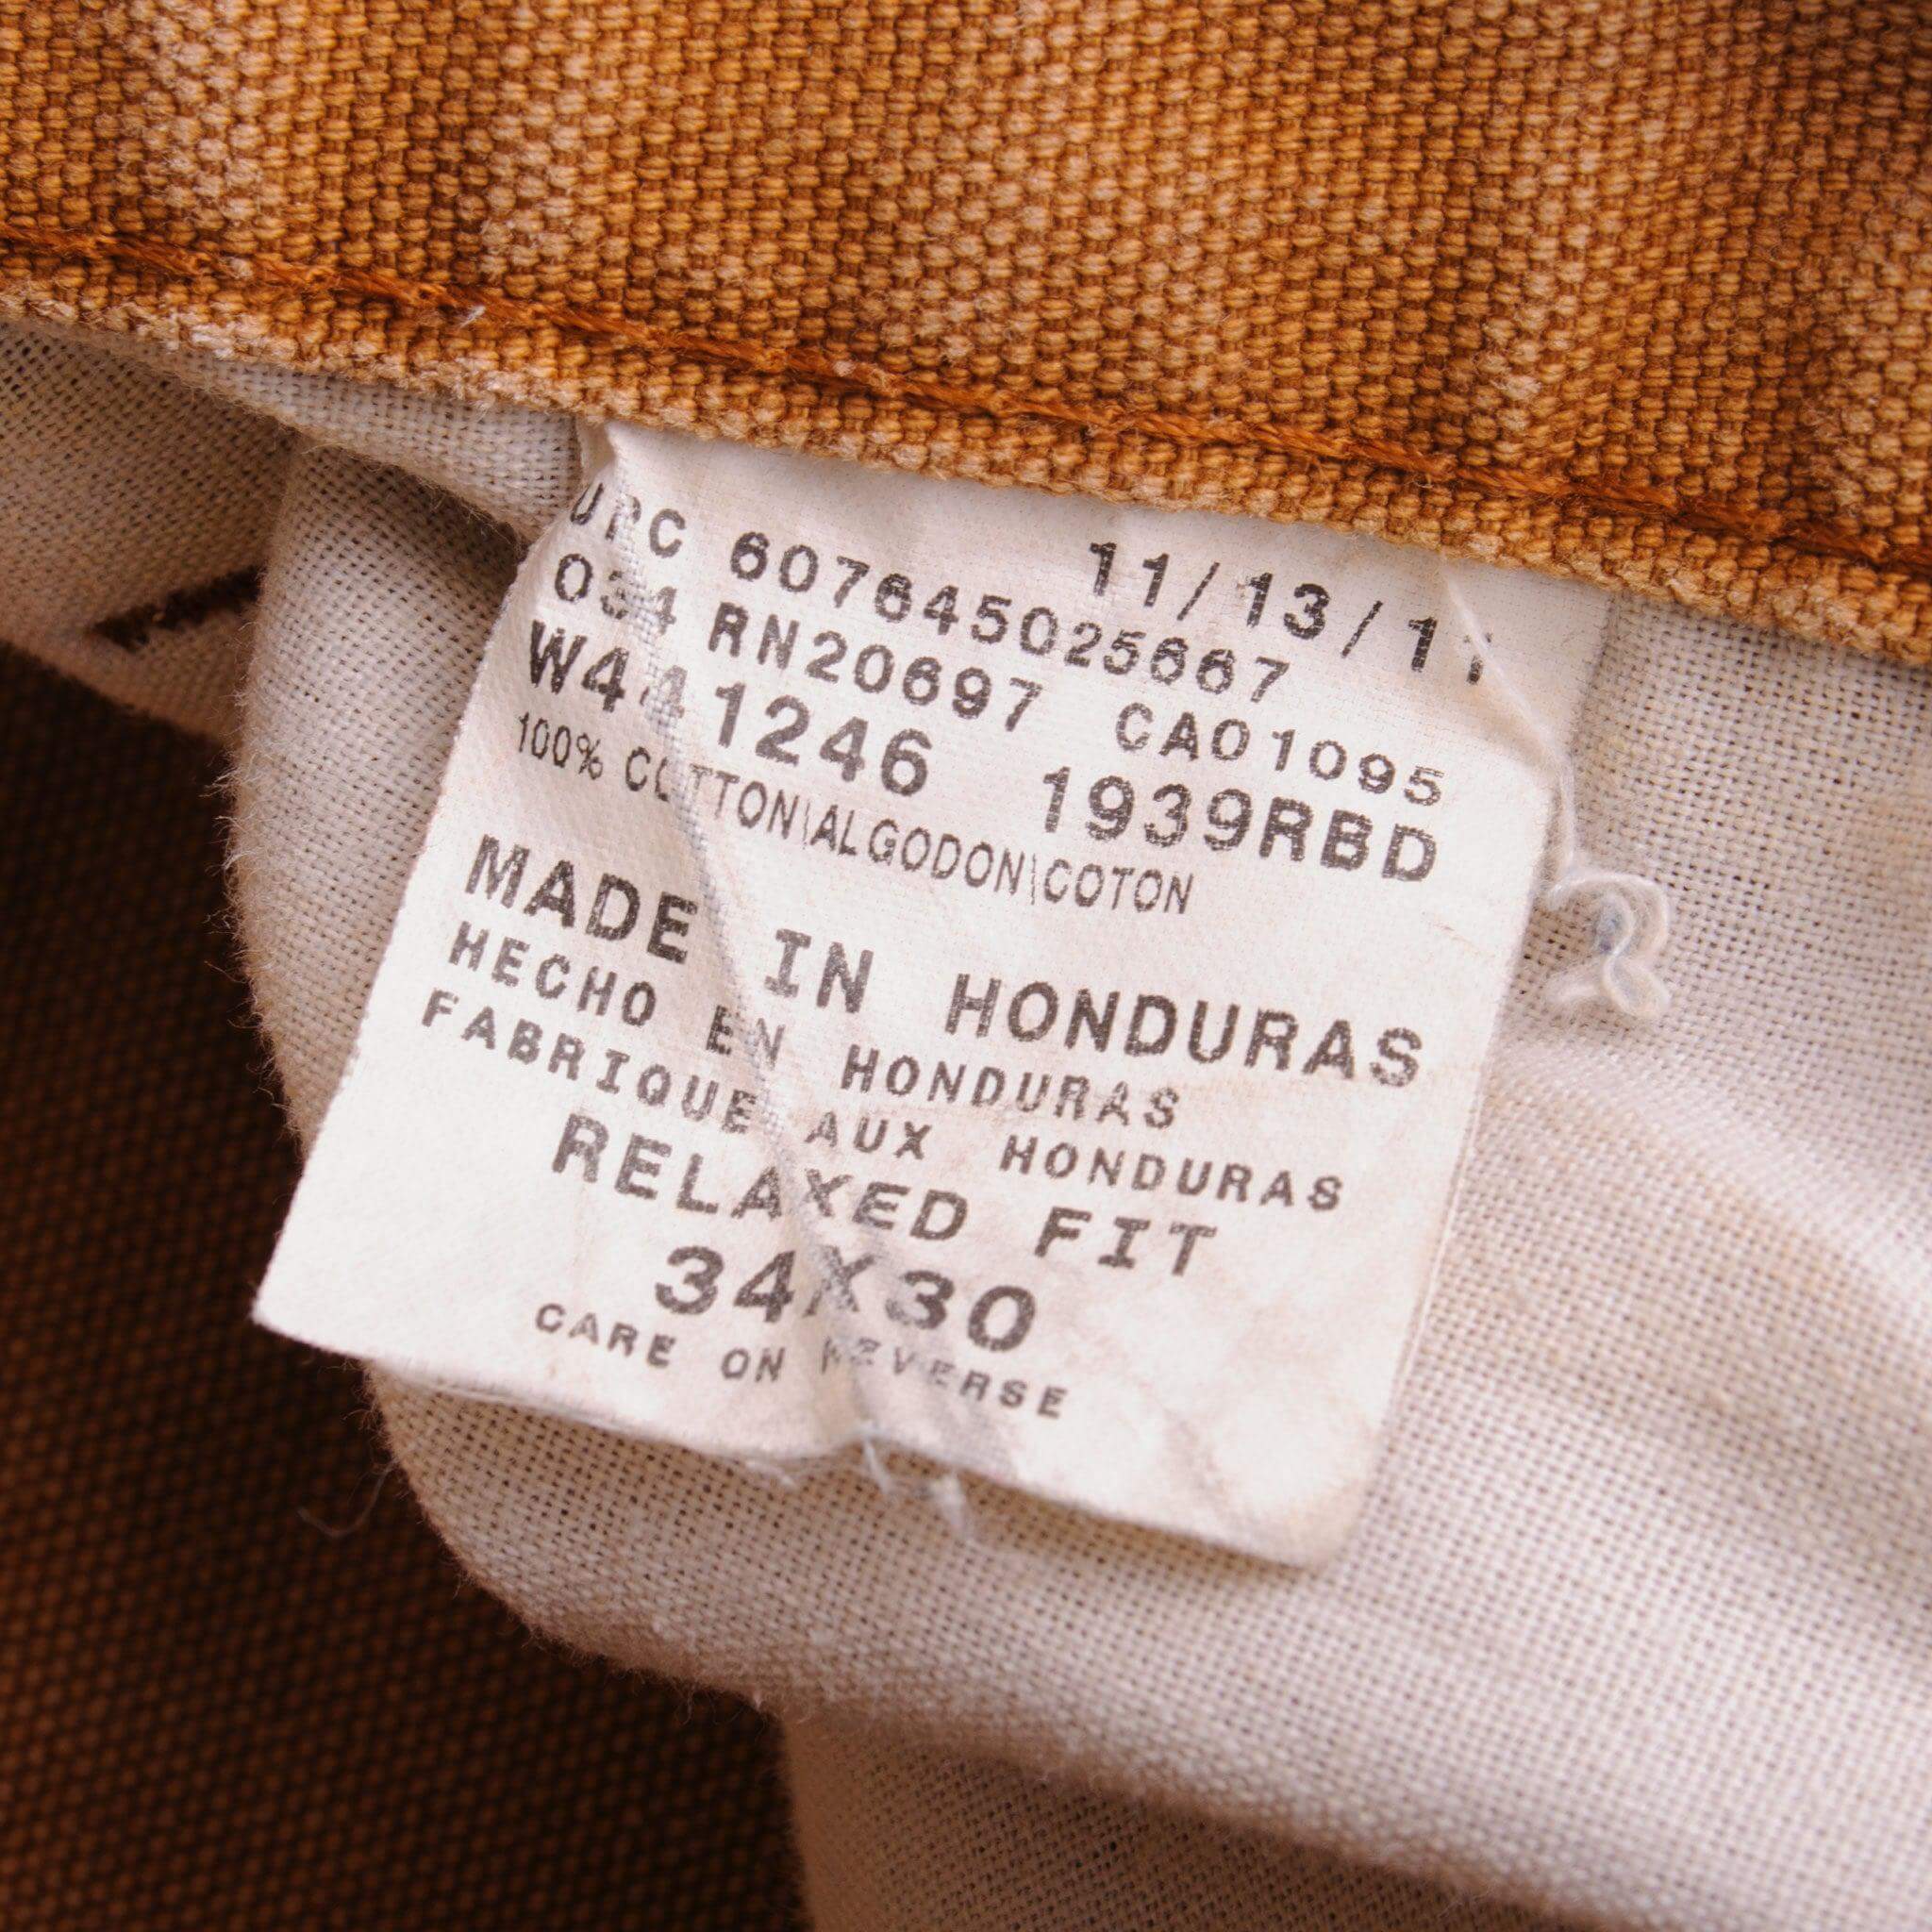 11/13/11
UPC 607645025667
034 RN20697 CA01095
W441246 1939RBD
100% COTTON\ALGODON\COTON
MADE IN HONDURAS
HECHO EN HONDURAS
FABRIQUE AUX HONDURAS
RELAXED FIT
34X30
CARE ON REVERSE